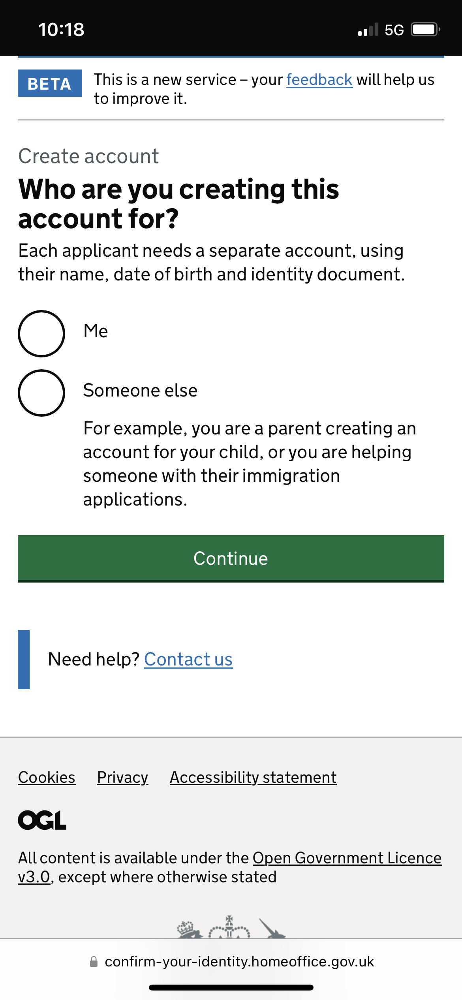 10:18
5G
BETA
This is a new service – your feedback will help us
to improve it.
Create account
Who are you creating this
account for?
Each applicant needs a separate account, using
their name, date of birth and identity document.
Me
Someone else
For example, you are a parent creating an
account for your child, or you are helping
someone with their immigration
applications.
Continue
Need help? Contact us
Cookies Privacy Accessibility statement
OGL
All content is available under the Open Government Licence
v3.0, except where otherwise stated
confirm-your-identity.homeoffice.gov.uk